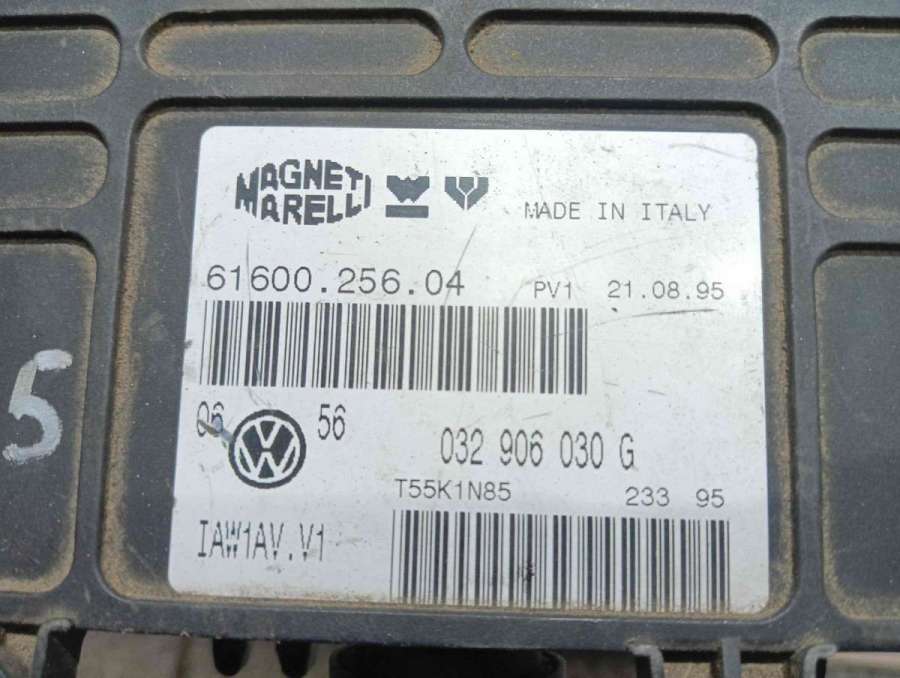 MAGNETI
MARELLI
MADE IN ITALY
61600.256.04 PV1 21.08.95
06 56
032 906 030 G
T55K1N85 233 95
IAW1AV.V1
5